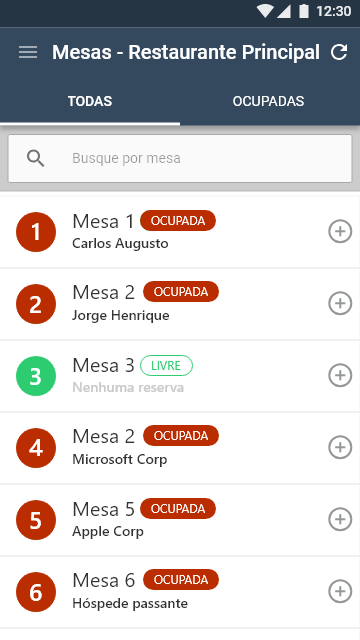 12:30
Mesas - Restaurante Principal
TODAS
OCUPADAS
Busque por mesa
1
Mesa 1 OCUPADA
Carlos Augusto
2
Mesa 2 OCUPADA
Jorge Henrique
3
Mesa 3 LIVRE
Nenhuma reserva
4
Mesa 2 OCUPADA
Microsoft Corp
5
Mesa 5 OCUPADA
Apple Corp
6
Mesa 6 OCUPADA
Hóspede passante